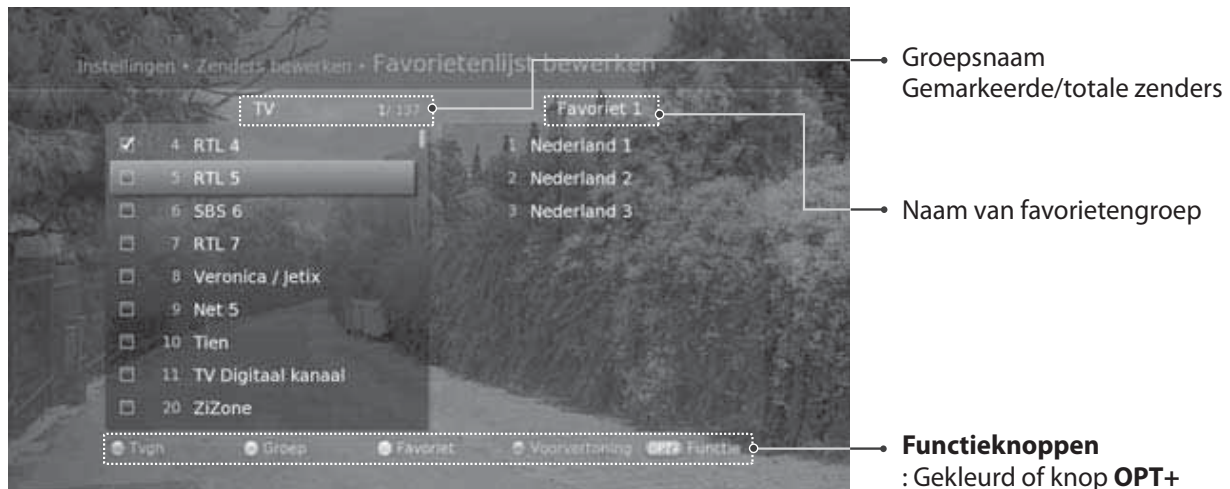 Instellingen • Zenders bewerken • Favorietenlijst bewerken
TV 1/ 137
Favoriet 1
4 RTL 4
5 RTL 5
6 SBS 6
7 RTL 7
8 Veronica / Jetix
9 Net 5
10 Tien
11 TV Digitaal kanaal
20 ZiZone
1 Nederland 1
2 Nederland 2
3 Nederland 3
Groep Favoriet Voorvertoning Functie
Groepsnaam
Gemarkeerde/totale zenders
Naam van favorietengroep
Functieknoppen
: Gekleurd of knop OPT+